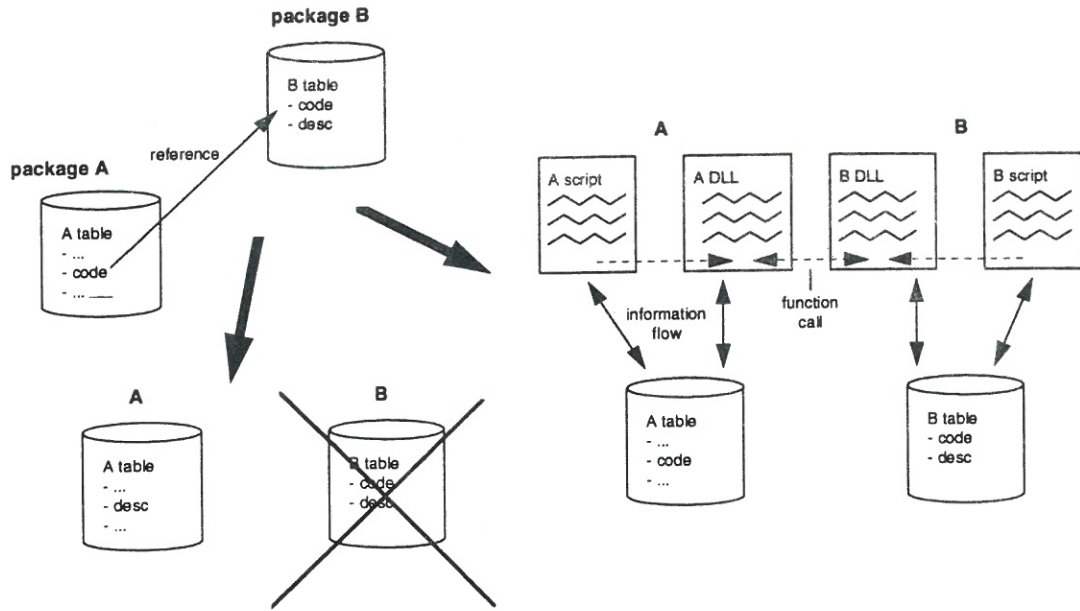 package B
B table
- code
- desc
reference
package A
A table
- ...
- code
- ... ___
A
A table
- ...
- desc
- ...
B
B table
- code
- desc
A
B
A script
A DLL
B DLL
B script
information
flow
function
call
A table
- ...
- code
- ...
B table
- code
- desc